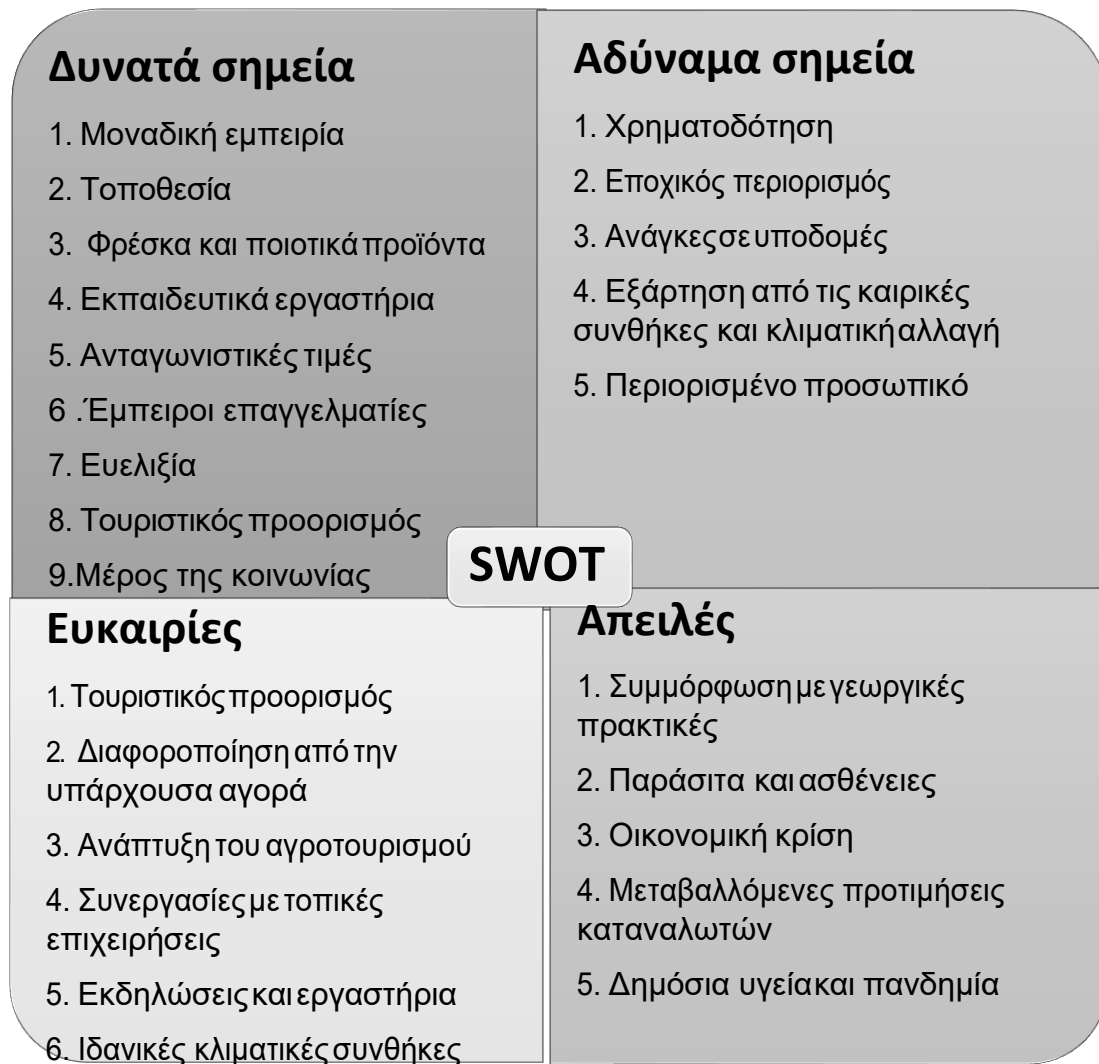 Δυνατά σημεία
1. Μοναδική εμπειρία
2. Τοποθεσία
3. Φρέσκα και ποιοτικά προϊόντα
4. Εκπαιδευτικά εργαστήρια
5. Ανταγωνιστικές τιμές
6 .Έμπειροι επαγγελματίες
7. Ευελιξία
8. Τουριστικός προορισμός
9.Μέρος της κοινωνίας
Αδύναμα σημεία
1. Χρηματοδότηση
2. Εποχικός περιορισμός
3. Ανάγκες σε υποδομές
4. Εξάρτηση από τις καιρικές
συνθήκες και κλιματική αλλαγή
5. Περιορισμένο προσωπικό
SWOT
Ευκαιρίες
1. Τουριστικός προορισμός
2. Διαφοροποίηση από την
υπάρχουσα αγορά
3. Ανάπτυξη του αγροτουρισμού
4. Συνεργασίες με τοπικές
επιχειρήσεις
5. Εκδηλώσεις και εργαστήρια
6. Ιδανικές κλιματικές συνθήκες
Απειλές
1. Συμμόρφωση με γεωργικές
πρακτικές
2. Παράσιτα και ασθένειες
3. Οικονομική κρίση
4. Μεταβαλλόμενες προτιμήσεις
καταναλωτών
5. Δημόσια υγεία και πανδημία